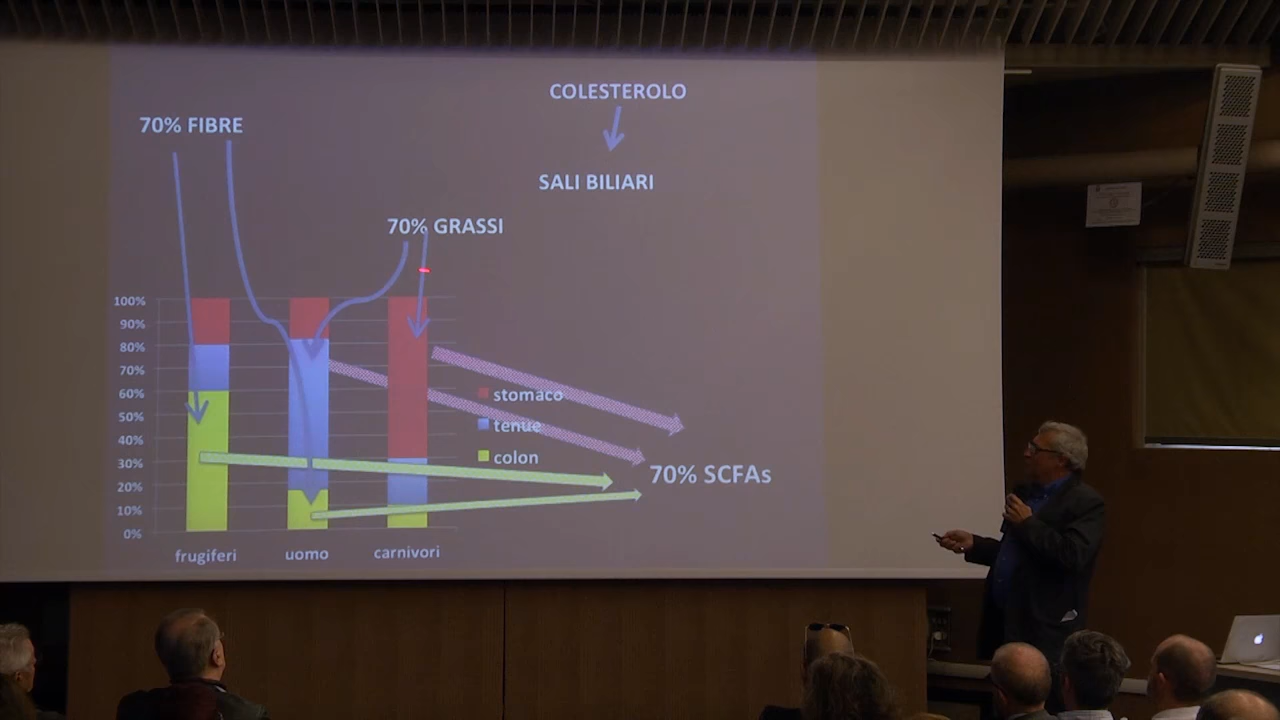 COLESTEROLO
70% FIBRE
SALI BILIARI
70% GRASSI
100%
90%
80%
70%
60%
50%
40%
30%
20%
10%
0%
stomaco
tenue
colon
70% SCFAs
frugiferi
uomo
carnivori